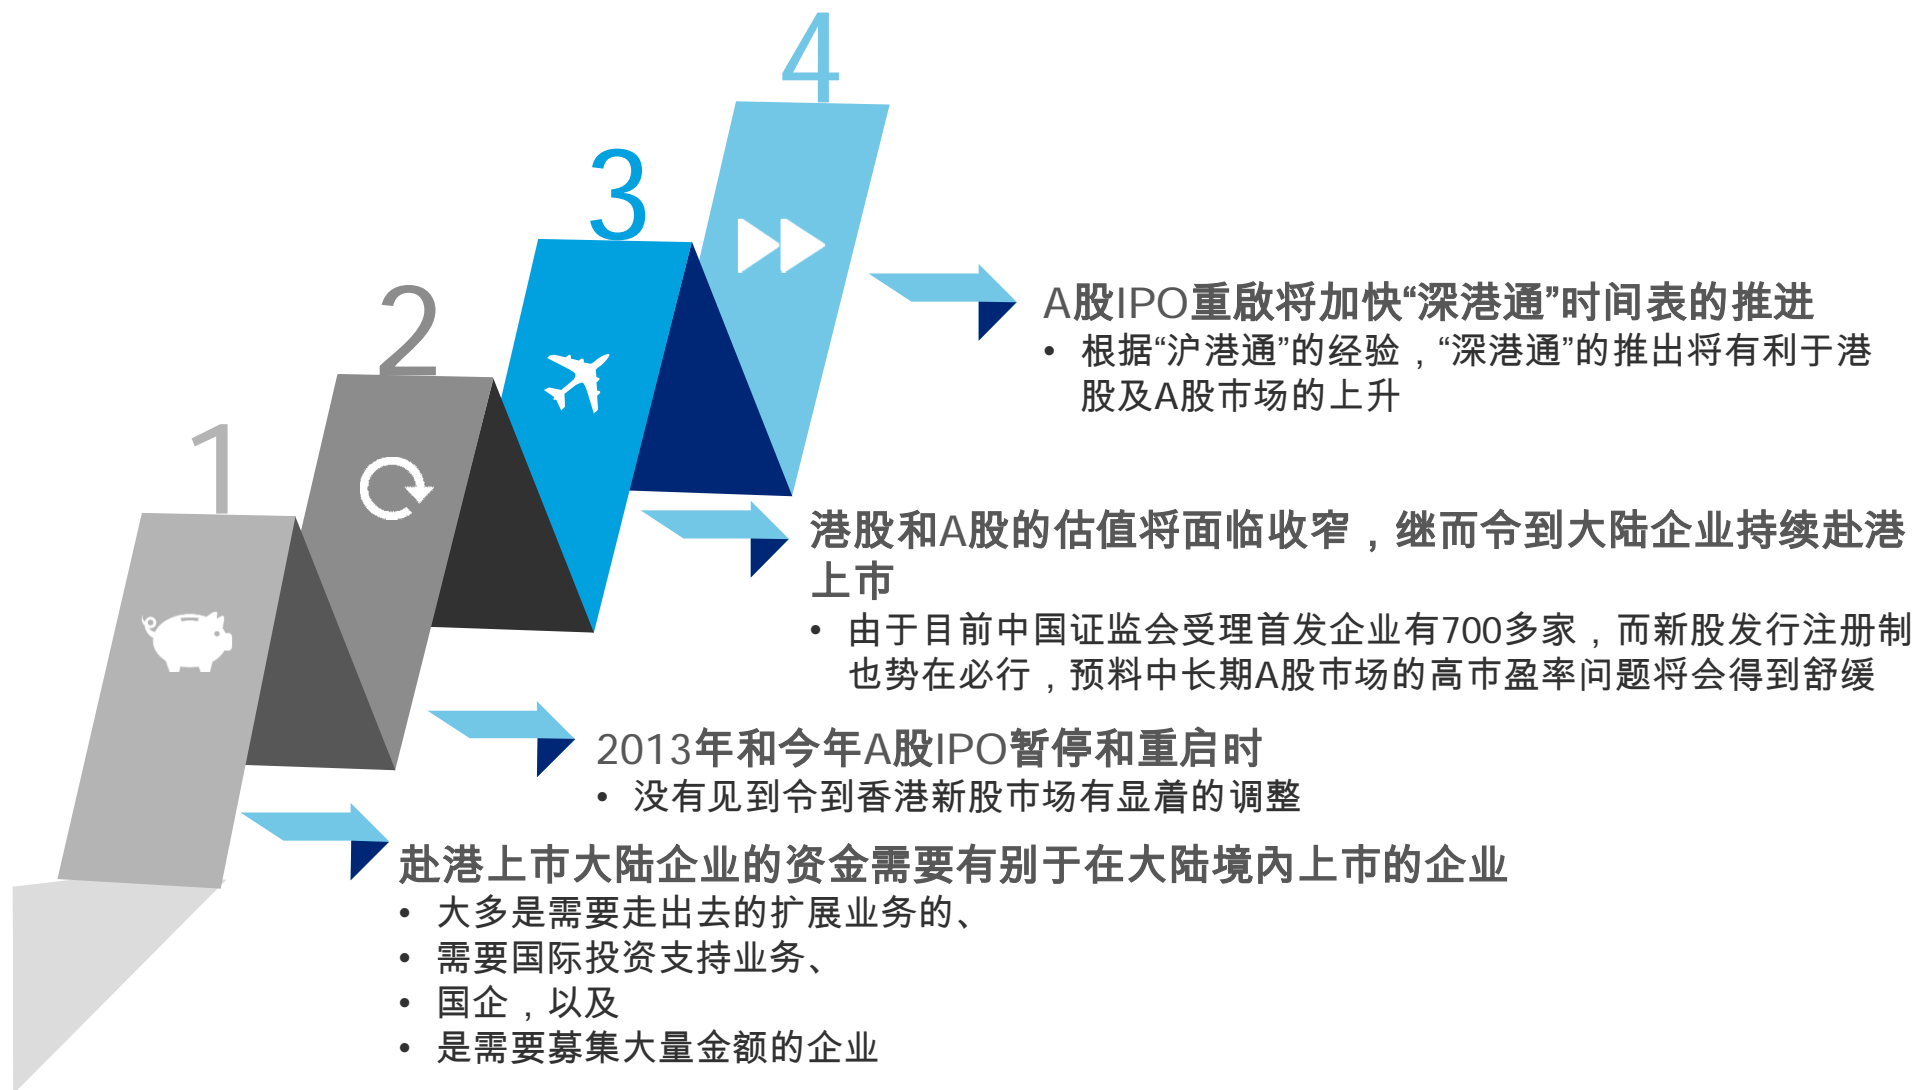 4
3
2
1
A股IPO重啟将加快“深港通”时间表的推进
• 根据“沪港通”的经验，“深港通”的推出将有利于港
股及A股市场的上升
港股和A股的估值将面临收窄，继而令到大陆企业持续赴港
上市
• 由于目前中国证监会受理首发企业有700多家，而新股发行注册制
也势在必行，预料中长期A股市场的高市盈率问题将会得到舒缓
2013年和今年A股IPO暂停和重启时
• 没有见到令到香港新股市场有显着的调整
赴港上市大陆企业的资金需要有别于在大陆境內上市的企业
• 大多是需要走出去的扩展业务的、
• 需要国际投资支持业务、
• 国企，以及
• 是需要募集大量金额的企业